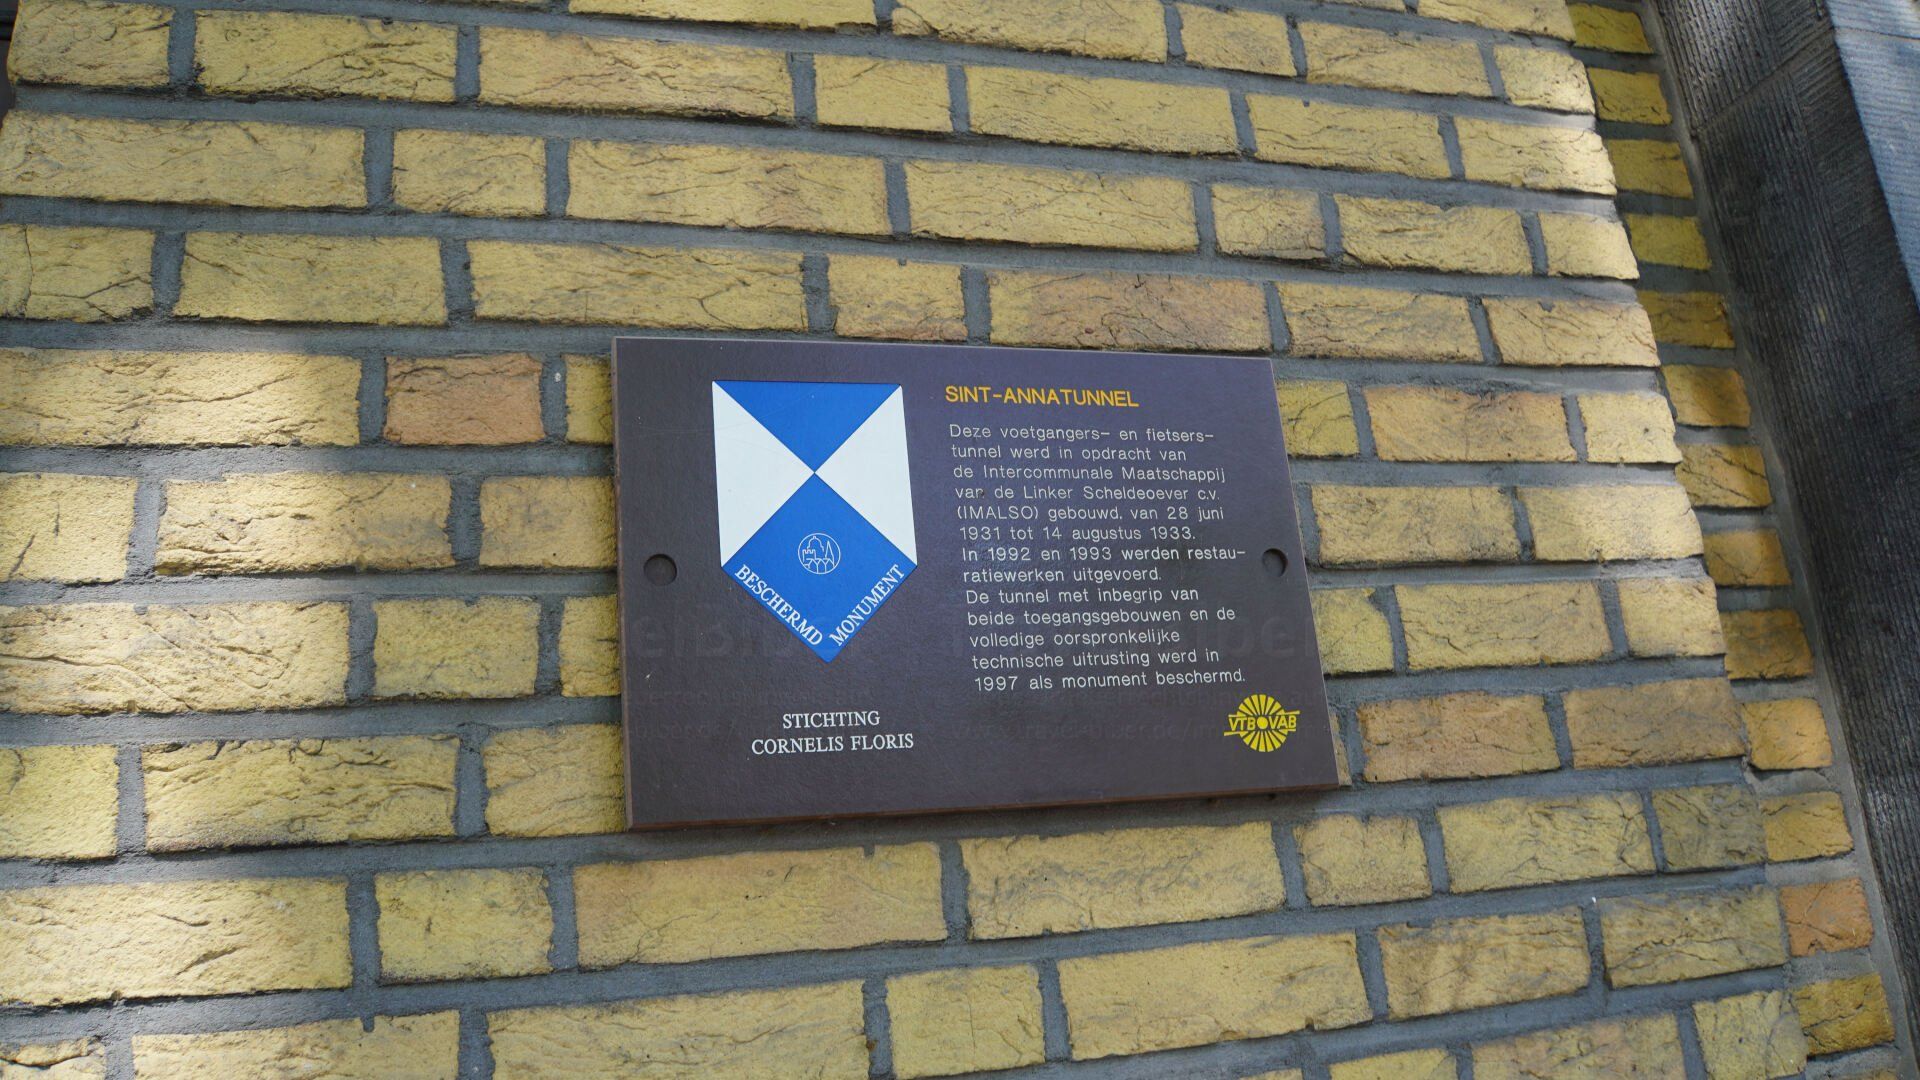 SINT-ANNATUNNEL
Deze voetgangers- en fietsers-
tunnel werd in opdracht van
de Intercommunale Maatschappij
van de Linker Scheldeoever c.v.
(IMALSO) gebouwd, van 28 juni
1931 tot 14 augustus 1933.
In 1992 en 1993 werden restau-
ratiewerken uitgevoerd.
De tunnel met inbegrip van
beide toegangsgebouwen en de
volledige oorspronkelijke
technische uitrusting werd in
1997 als monument beschermd.
BESCHERMD MONUMENT
STICHTING
CORNELIS FLORIS
VTB VAB